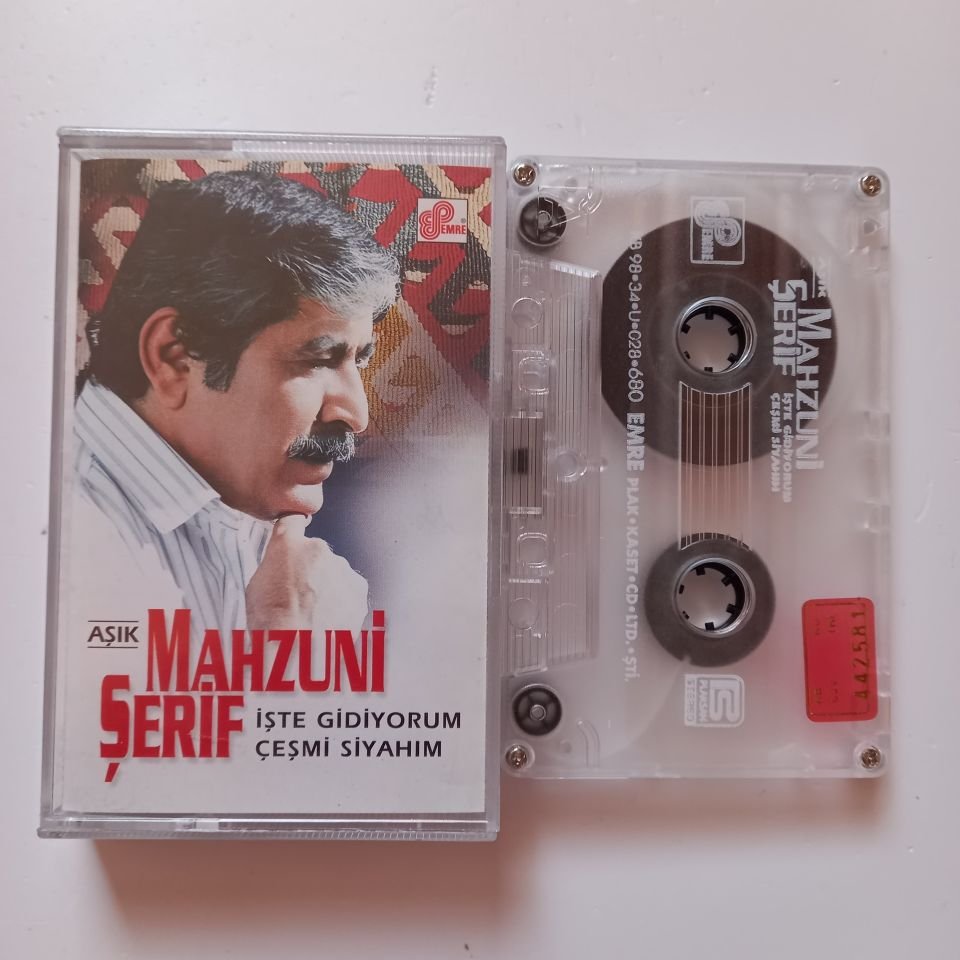 EMRE
AŞIK
MAHZUNİ
ŞERİF
İŞTE GİDİYORUM
ÇEŞMİ SİYAHIM
EMRE
AŞIK
MAHZUNİ
ŞERİF
İŞTE GİDİYORUM
ÇEŞMİ SİYAHIM
98•34•U•028•680 EMRE PLAK•KASET•CD•LTD.•ŞTİ.
B
442581